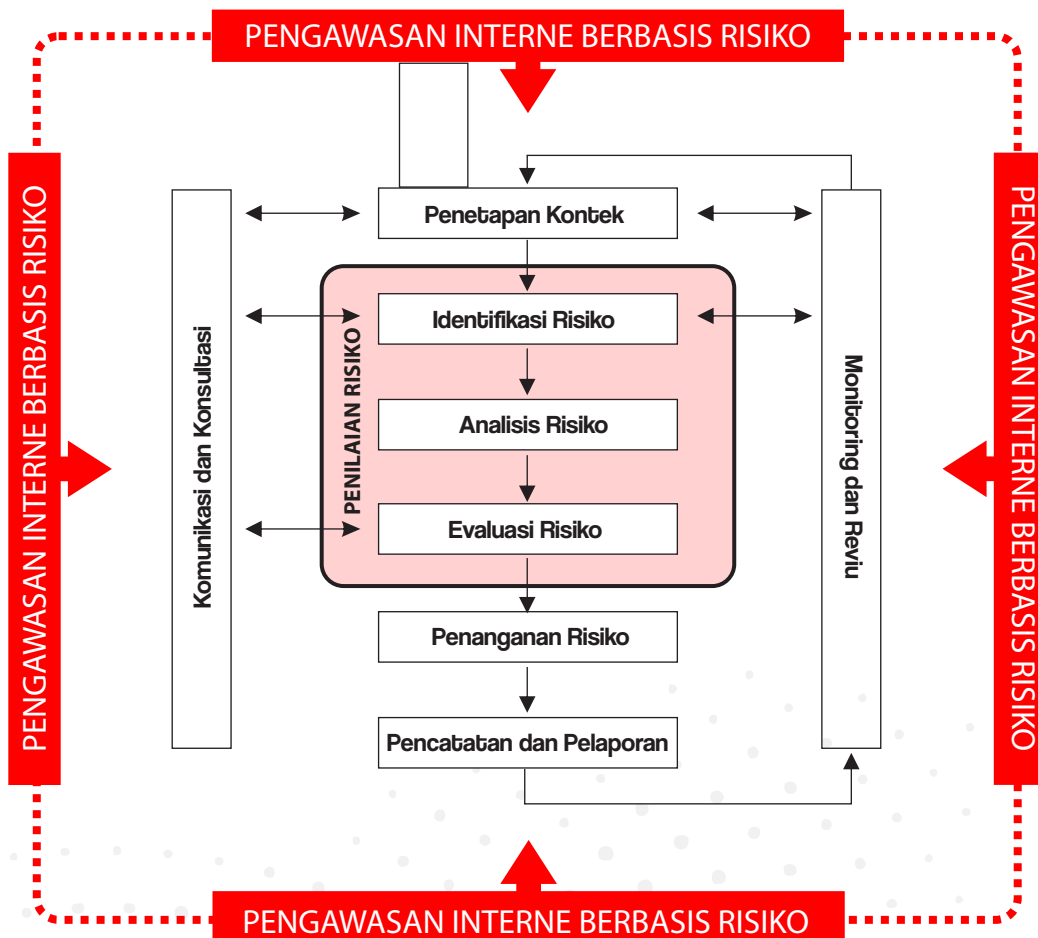 PENGAWASAN INTERNE BERBASIS RISIKO
PENGAWASAN INTERNE BERBASIS RISIKO
Komunikasi dan Konsultasi
Penetapan Kontek
PENILAIAN RISIKO
Identifikasi Risiko
Analisis Risiko
Evaluasi Risiko
Penanganan Risiko
Pencatatan dan Pelaporan
Monitoring dan Reviu
PENGAWASAN INTERNE BERBASIS RISIKO
PENGAWASAN INTERNE BERBASIS RISIKO